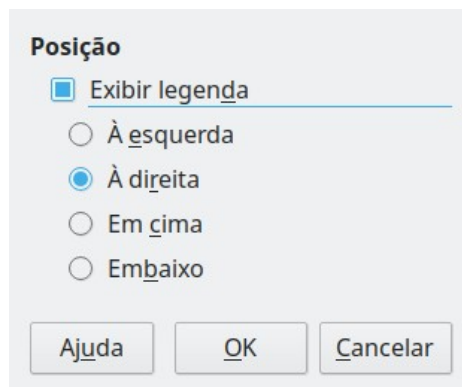 Posição
Exibir legenda
À esquerda
À direita
Em cima
Embaixo
Ajuda OK Cancelar